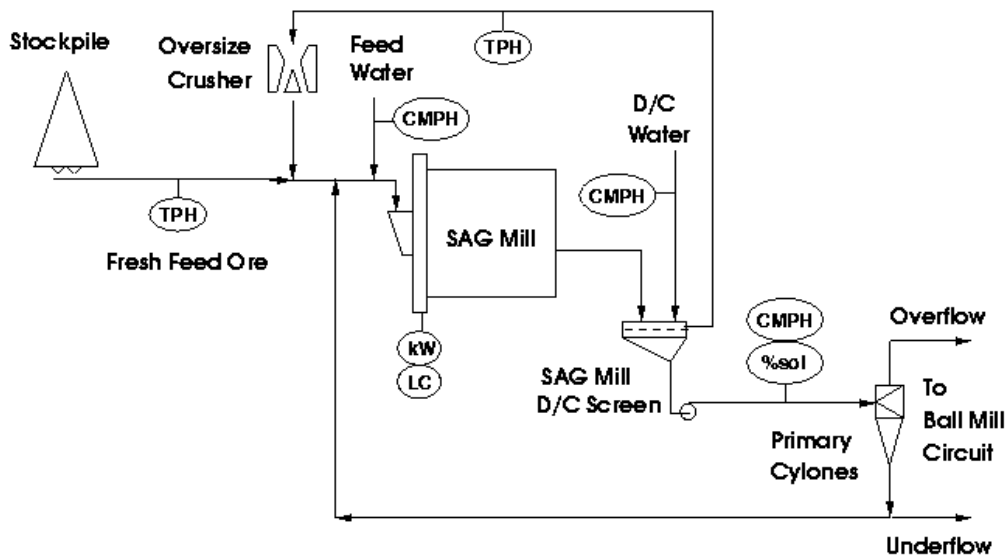 Stockpile
Oversize
Crusher
Feed
Water
TPH
CMPH
D/C
Water
CMPH
TPH
Fresh Feed Ore
SAG Mill
kW
LC
SAG Mill
D/C Screen
CMPH
%sol
Primary
Cylones
Overflow
To
Ball Mill
Circuit
Underflow